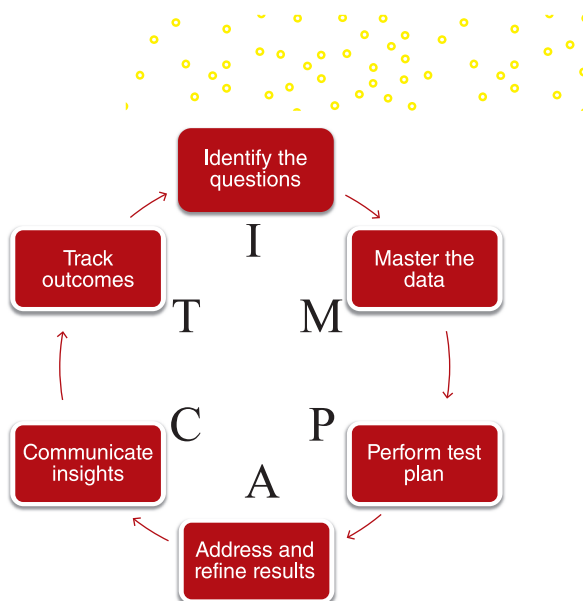 Identify the
questions
I
Master the
data
M
Perform test
plan
P
Address and
refine results
A
Communicate
insights
C
Track
outcomes
T